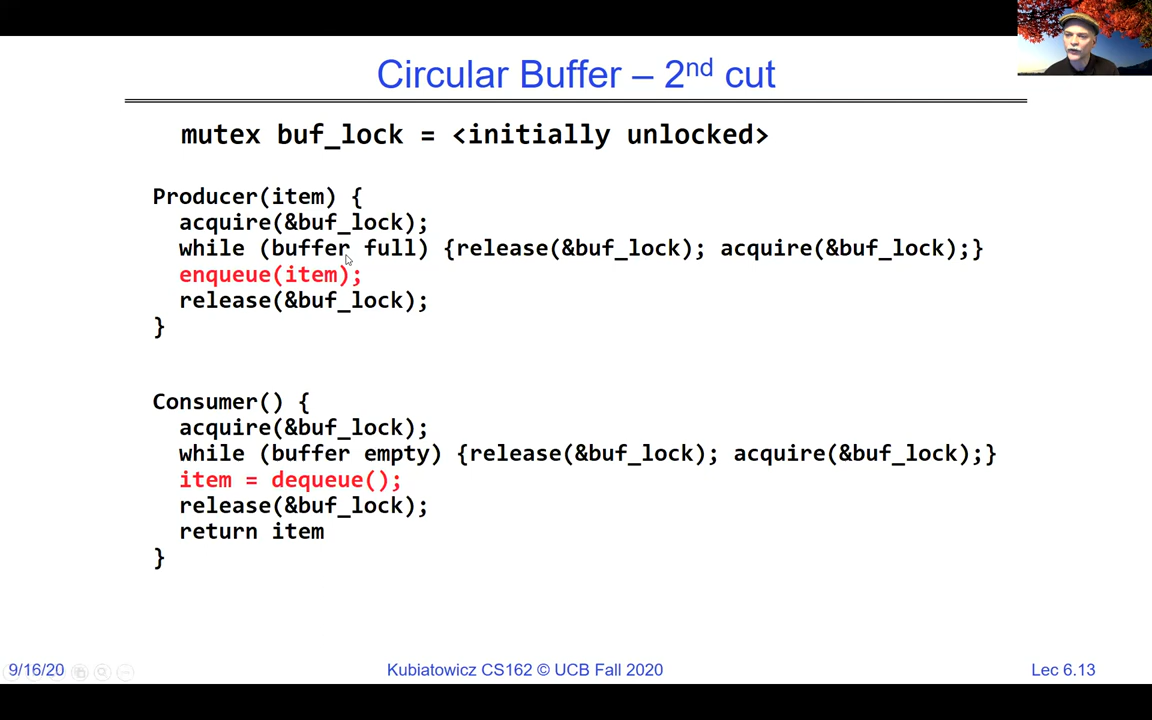 Circular Buffer – 2nd cut
mutex buf_lock = <initially unlocked>
Producer(item) {
acquire(&buf_lock);
while (buffer full) {release(&buf_lock); acquire(&buf_lock);}
enqueue(item);
release(&buf_lock);
}
Consumer() {
acquire(&buf_lock);
while (buffer empty) {release(&buf_lock); acquire(&buf_lock);}
item = dequeue();
release(&buf_lock);
return item
}
9/16/20
Kubiatowicz CS162 © UCB Fall 2020
Lec 6.13